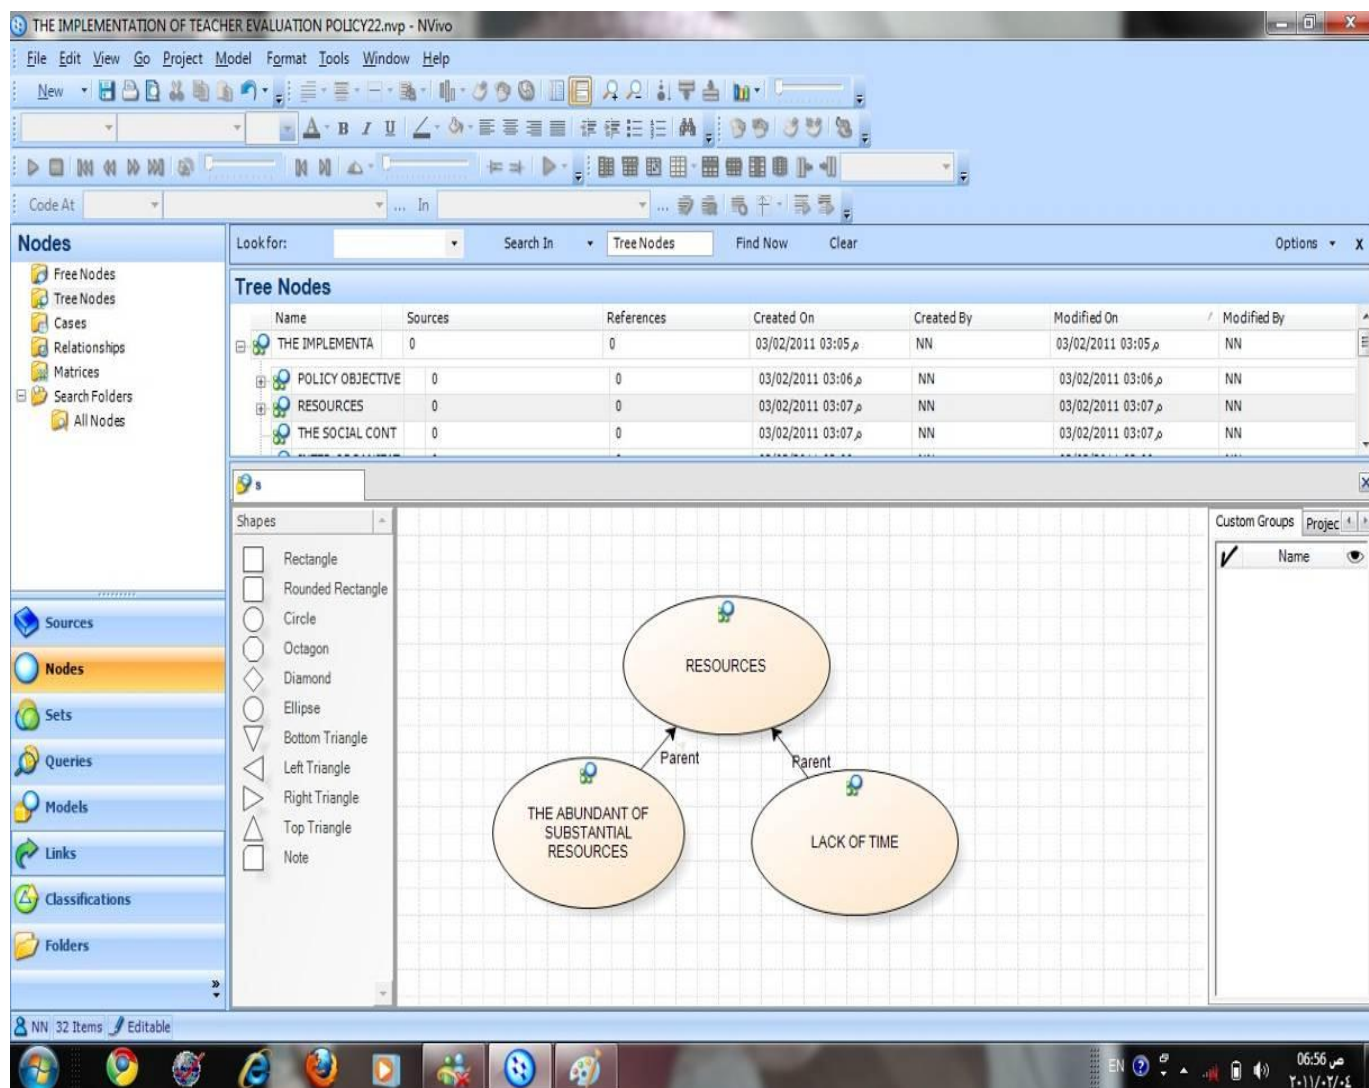 THE IMPLEMENTATION OF TEACHER EVALUATION POLICY22.nvp - NVivo
File Edit View Go Project Model Format Tools Window Help
New
A B I U
Code At ... In ...
Nodes
Free Nodes
Tree Nodes
Cases
Relationships
Matrices
Search Folders
All Nodes
Look for: Search In Tree Nodes Find Now Clear Options x
Tree Nodes
Name Sources References Created On Created By Modified On Modified By
THE IMPLEMENTA 0 0 03/02/2011 03:05 م NN 03/02/2011 03:05 م NN
POLICY OBJECTIVE 0 0 03/02/2011 03:06 م NN 03/02/2011 03:06 م NN
RESOURCES 0 0 03/02/2011 03:07 م NN 03/02/2011 03:07 م NN
THE SOCIAL CONT 0 0 03/02/2011 03:07 م NN 03/02/2011 03:07 م NN
s
Shapes
Rectangle
Rounded Rectangle
Circle
Octagon
Diamond
Ellipse
Bottom Triangle
Left Triangle
Right Triangle
Top Triangle
Note
RESOURCES
Parent
Parent
THE ABUNDANT OF
SUBSTANTIAL
RESOURCES
LACK OF TIME
Custom Groups Projec
Name
Sources
Nodes
Sets
Queries
Models
Links
Classifications
Folders
NN 32 Items Editable
EN
06:56 ص
٢٠١١/٠٢/٠٤